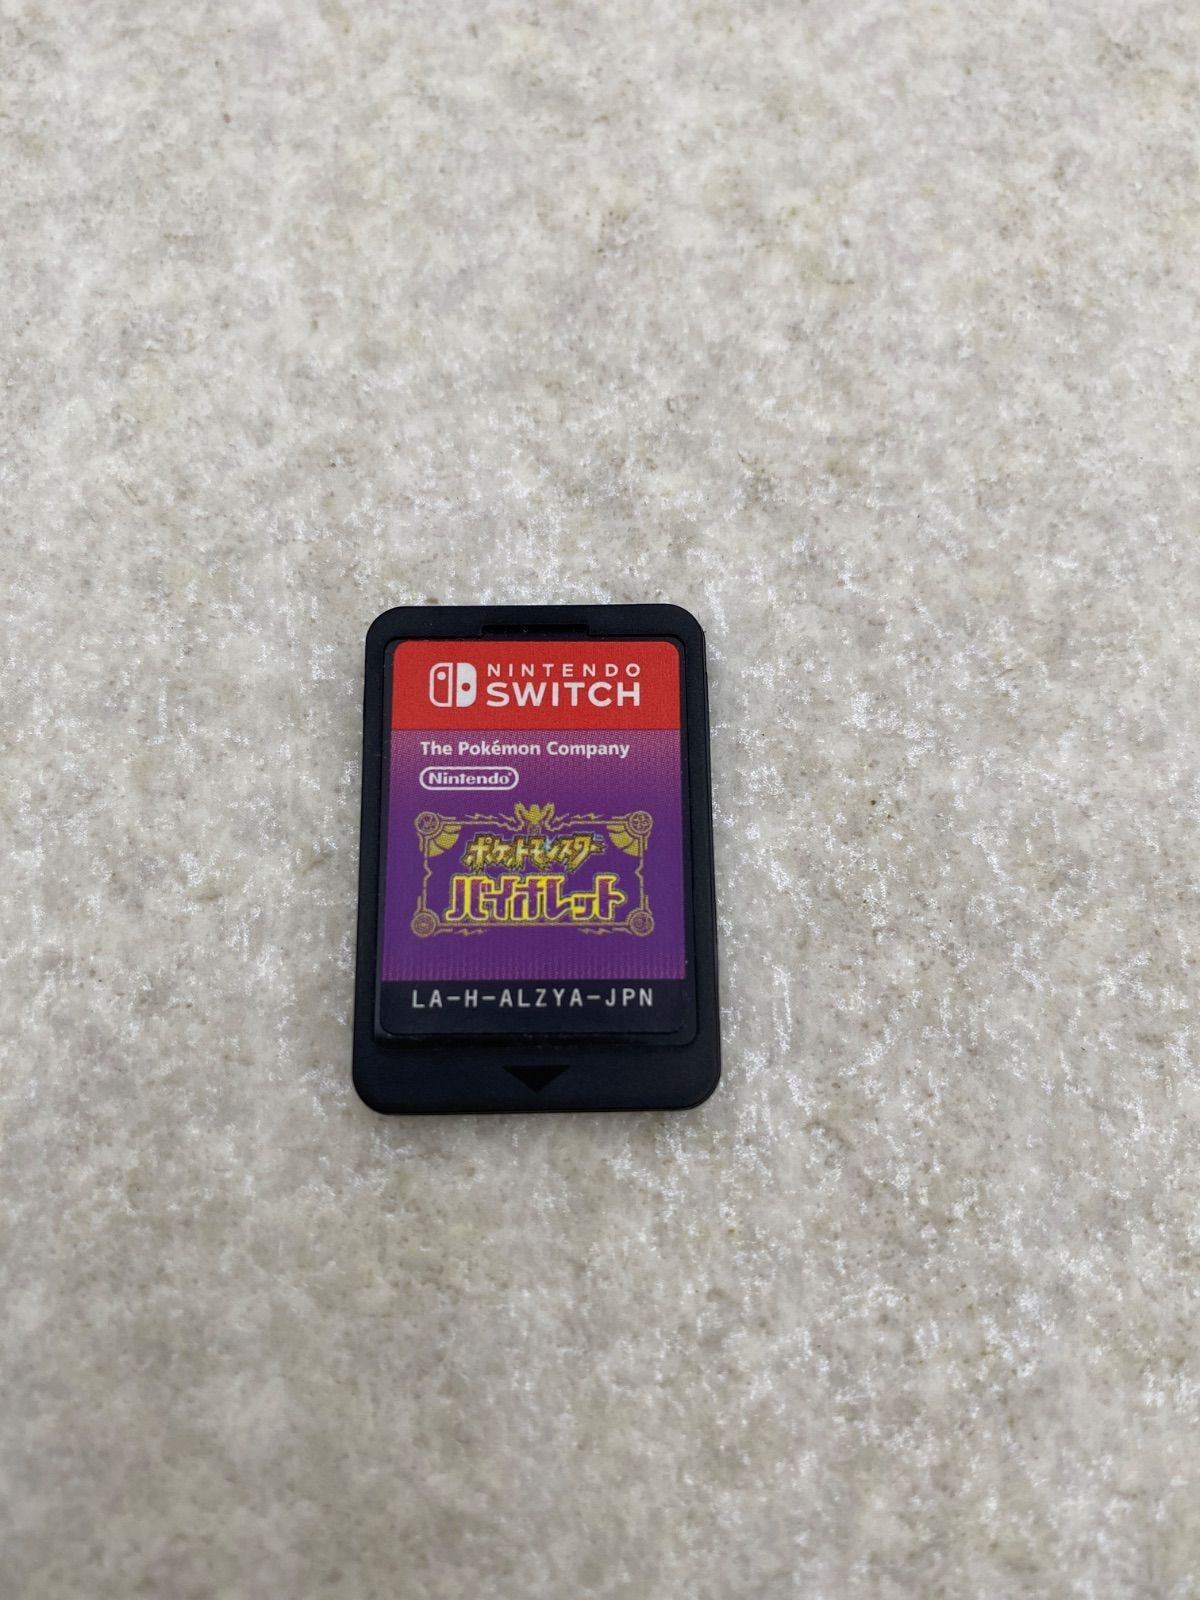 NINTENDO
SWITCH
The Pokémon Company
Nintendo
ポケットモンスター
バイオレット
LA-H-ALZYA-JPN